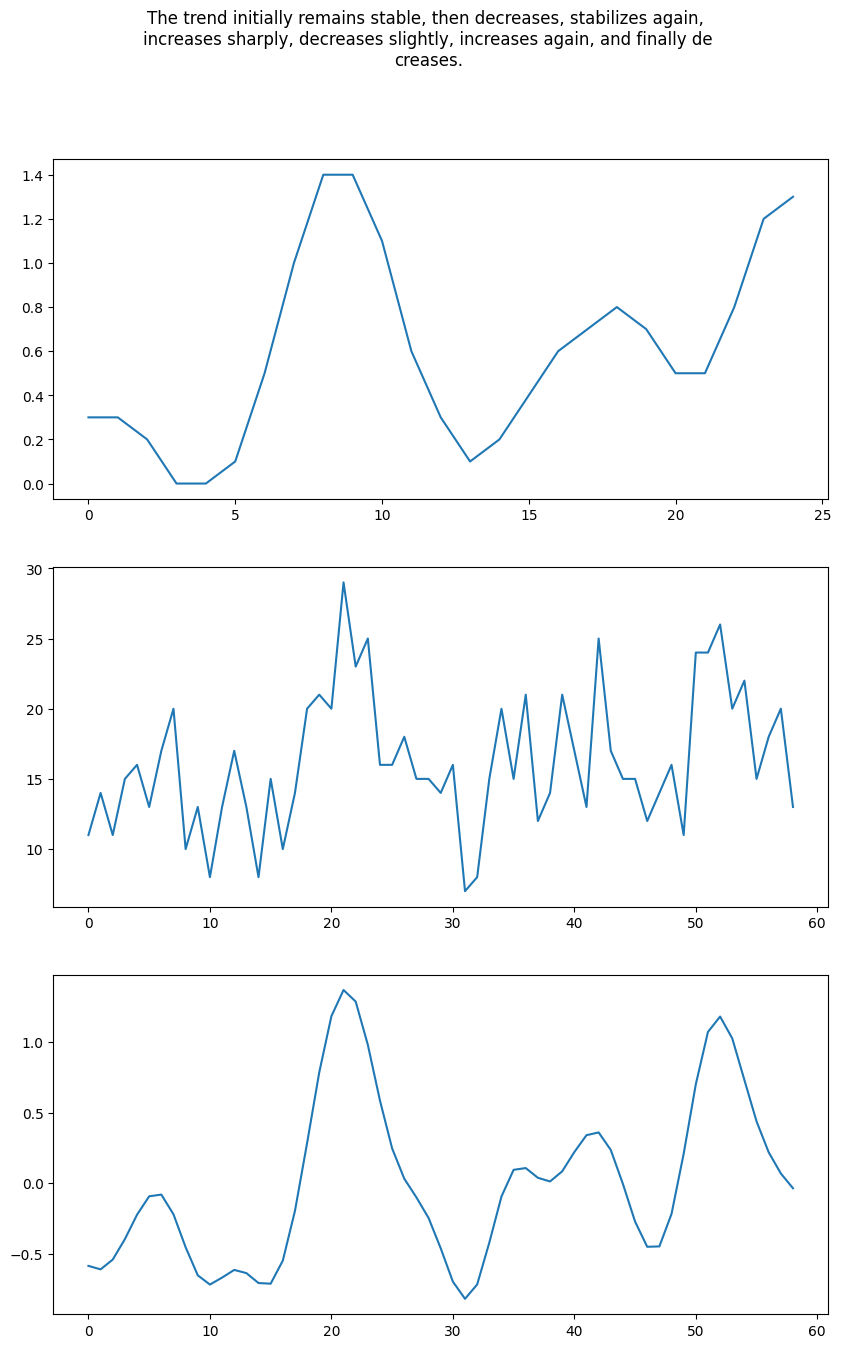 The trend initially remains stable, then decreases, stabilizes again,
increases sharply, decreases slightly, increases again, and finally de
creases.
1.4
1.2
1.0
0.8
0.6
0.4
0.2
0.0
0 5 10 15 20 25
30
25
20
15
10
0 10 20 30 40 50 60
1.0
0.5
0.0
−0.5
0 10 20 30 40 50 60